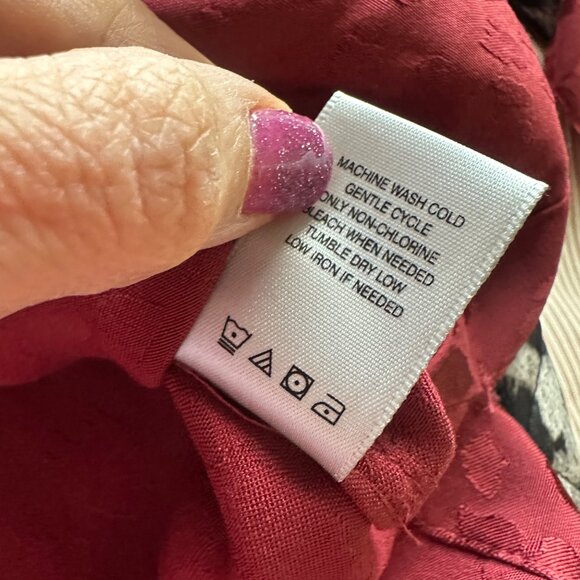 MACHINE WASH COLD
GENTLE CYCLE
ONLY NON-CHLORINE
BLEACH WHEN NEEDED
TUMBLE DRY LOW
LOW IRON IF NEEDED